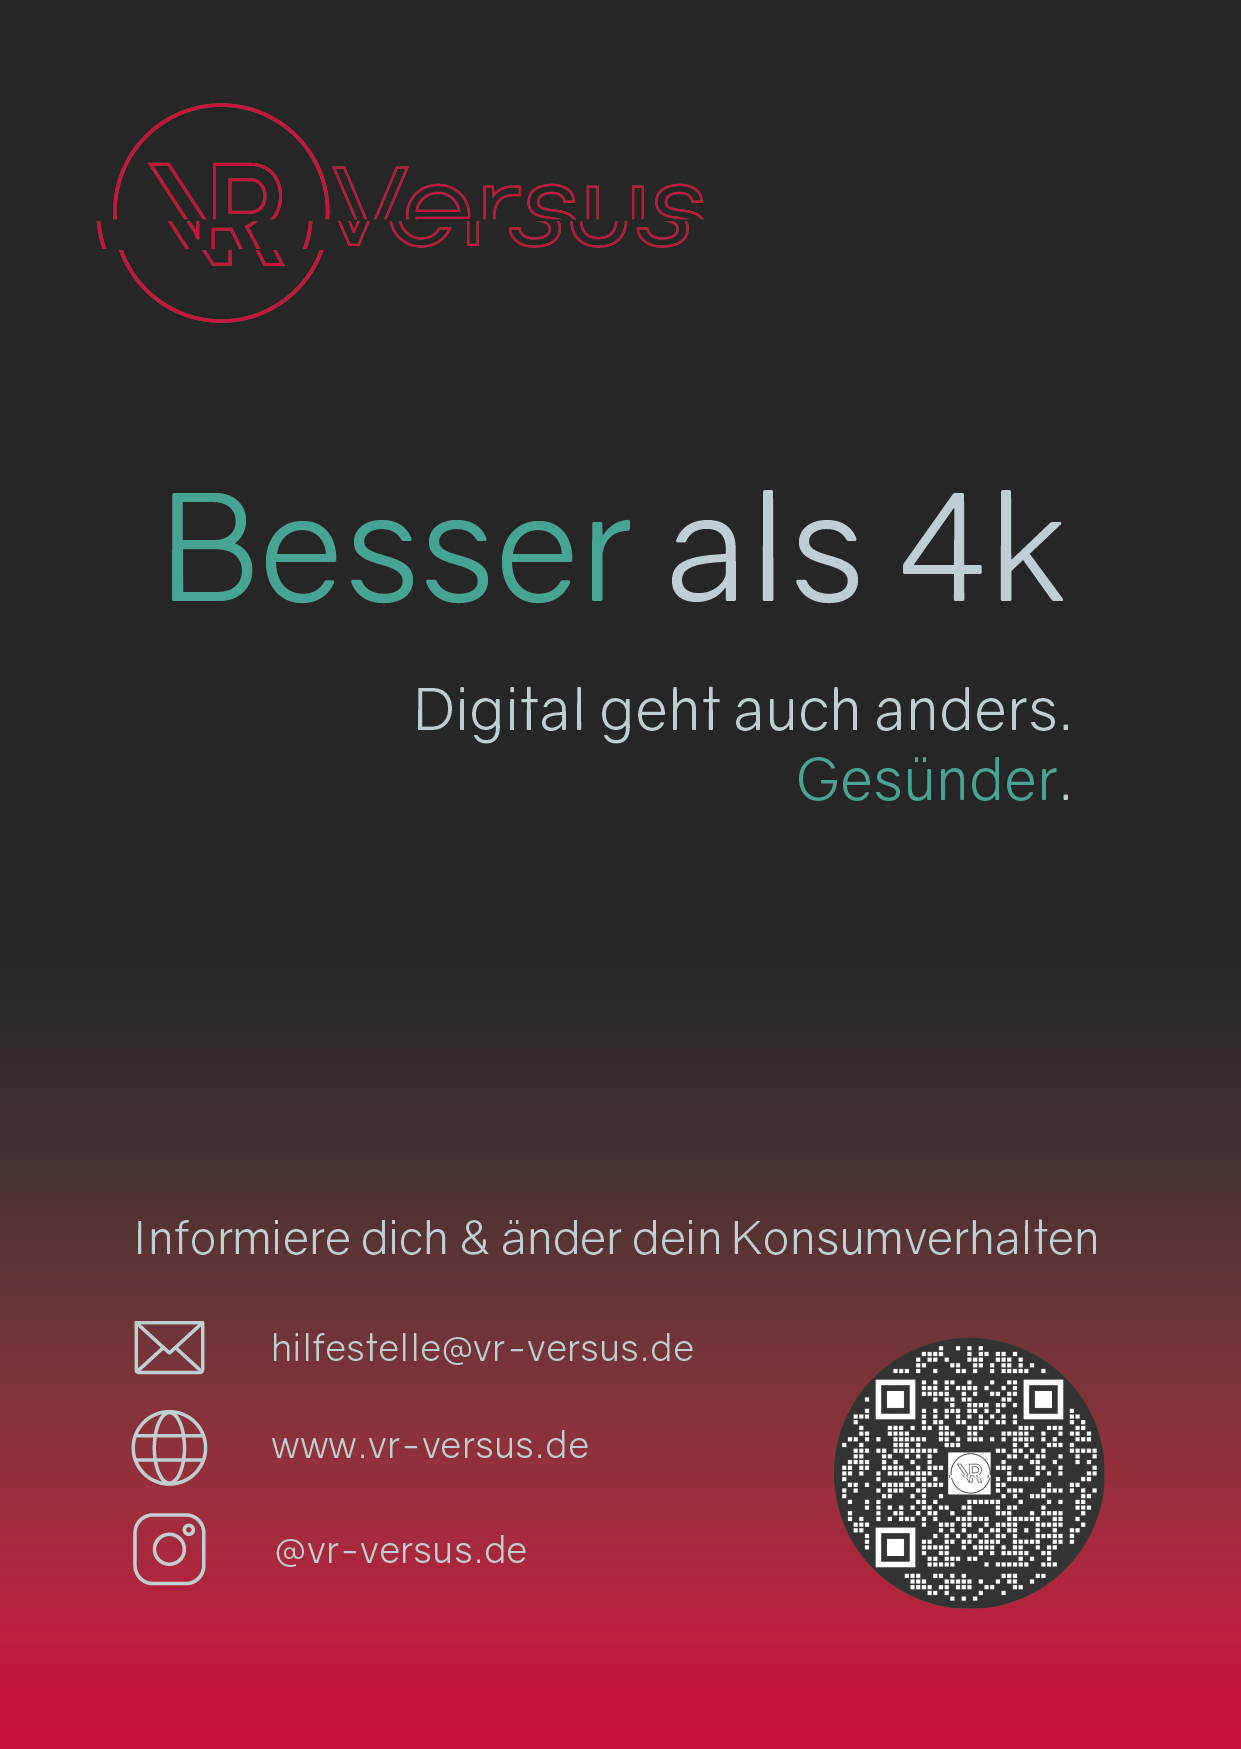 VR Versus
Besser als 4k
Digital geht auch anders.
Gesünder.
Informiere dich & änder dein Konsumverhalten
hilfestelle@vr-versus.de
www.vr-versus.de
@vr-versus.de
VR